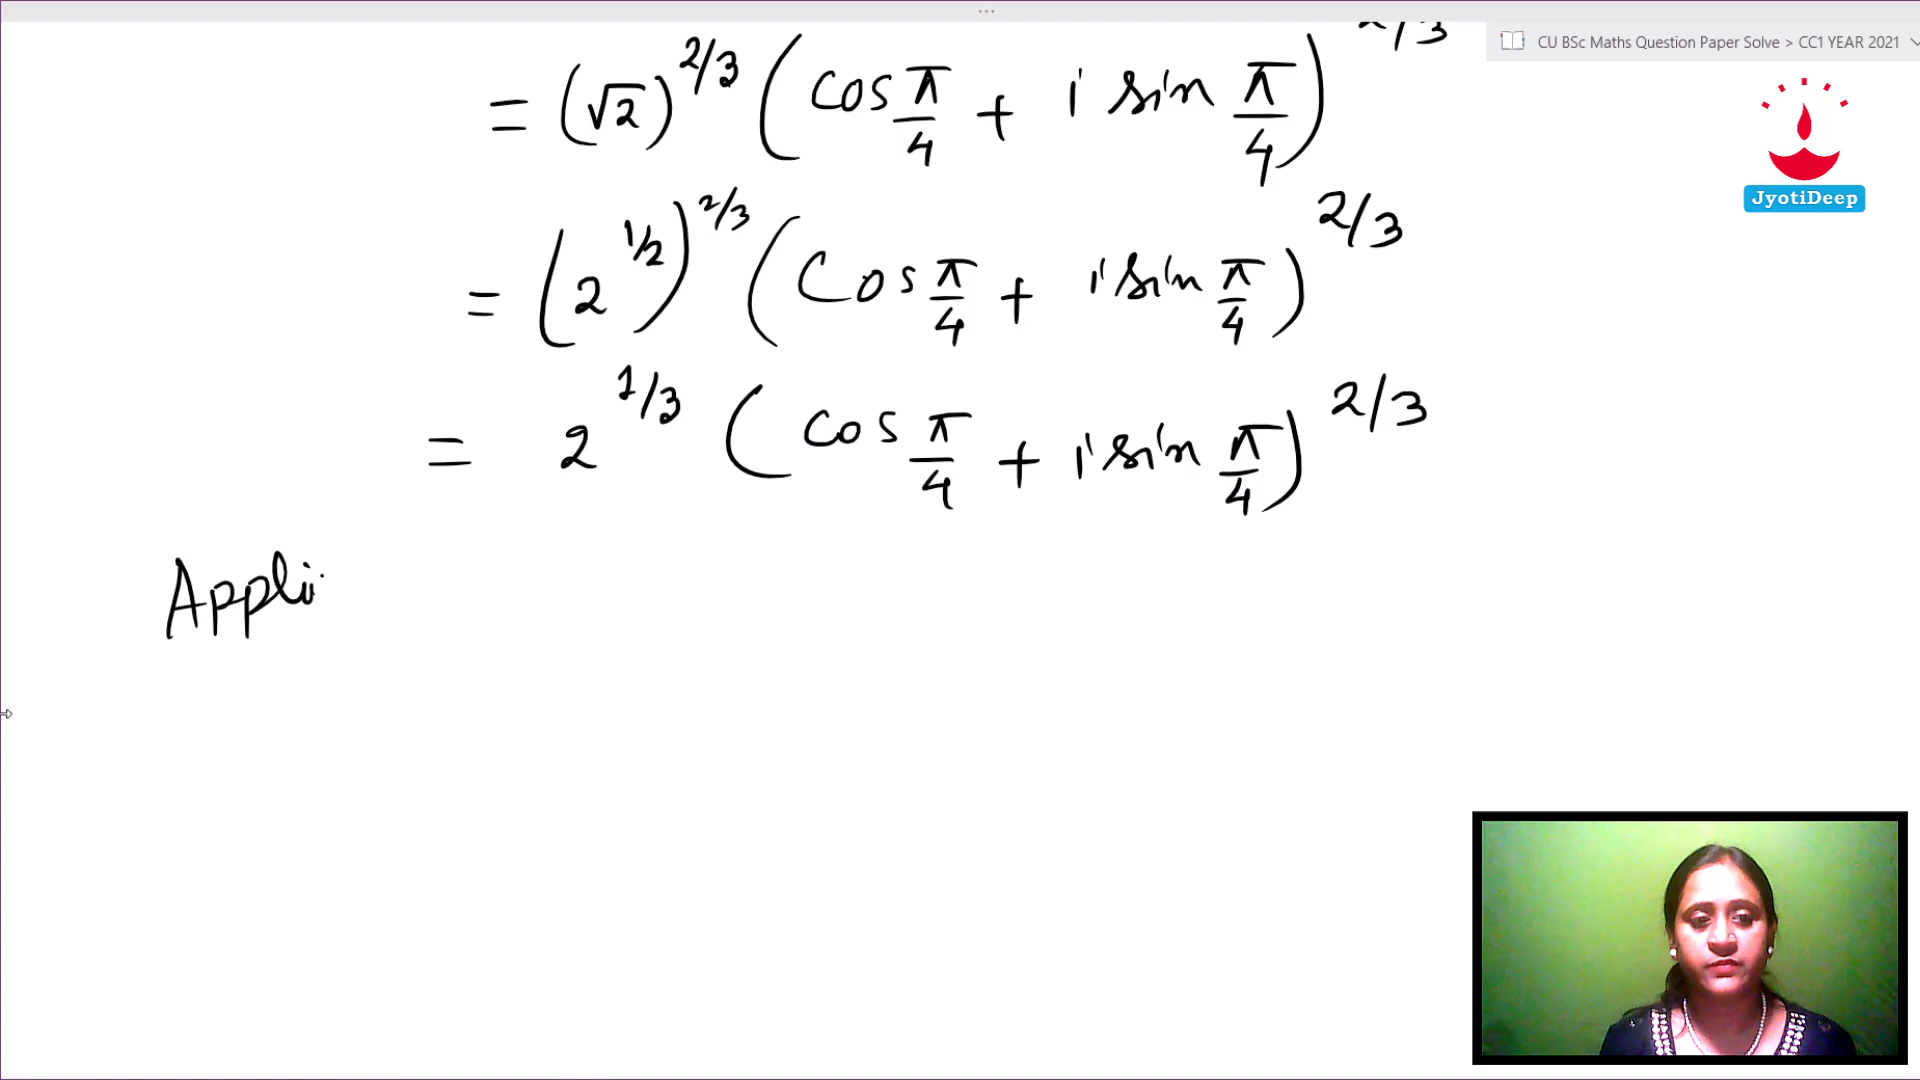 ...
CU BSc Maths Question Paper Solve > CC1 YEAR 2021
= (√2)^2/3 (cos π/4 + i sin π/4)^2/3
JyotiDeep
= (2^1/2)^2/3 (Cos π/4 + i sin π/4)^2/3
= 2^1/3 (cos π/4 + i sin π/4)^2/3
Appli